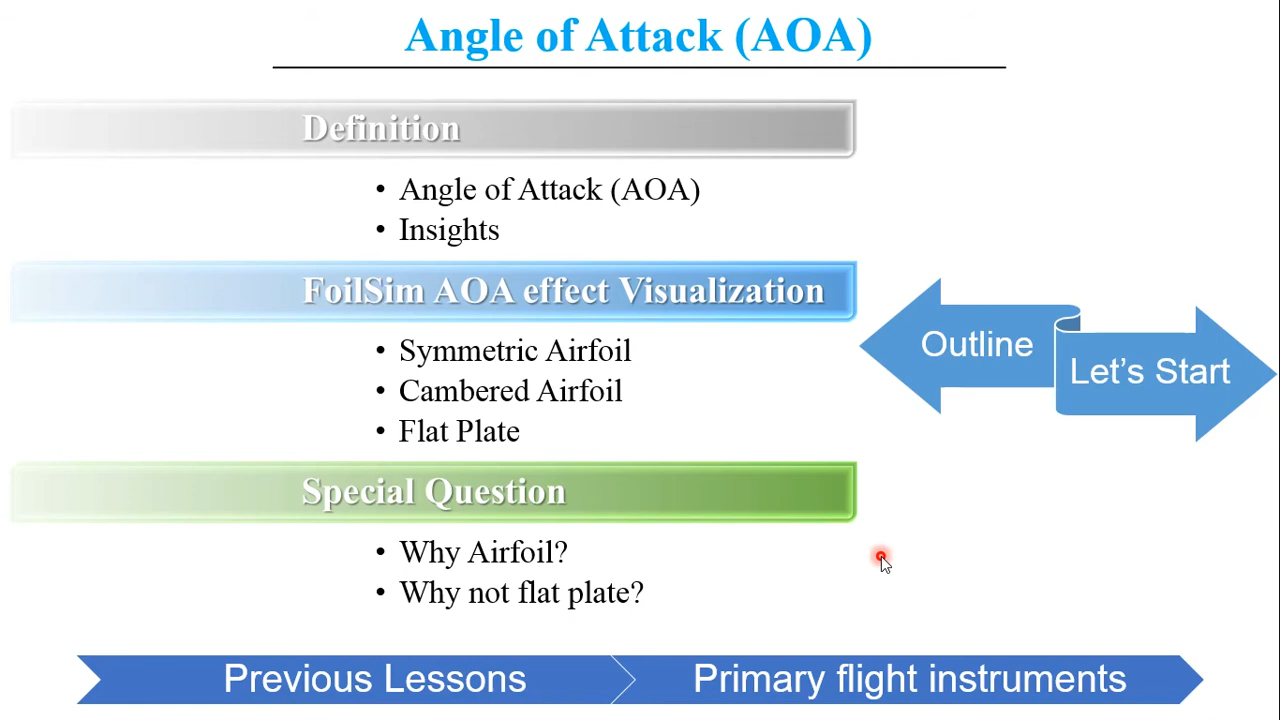 Angle of Attack (AOA)
Definition
• Angle of Attack (AOA)
• Insights
FoilSim AOA effect Visualization
• Symmetric Airfoil
• Cambered Airfoil
• Flat Plate
Outline
Let's Start
Special Question
• Why Airfoil?
• Why not flat plate?
Previous Lessons
Primary flight instruments